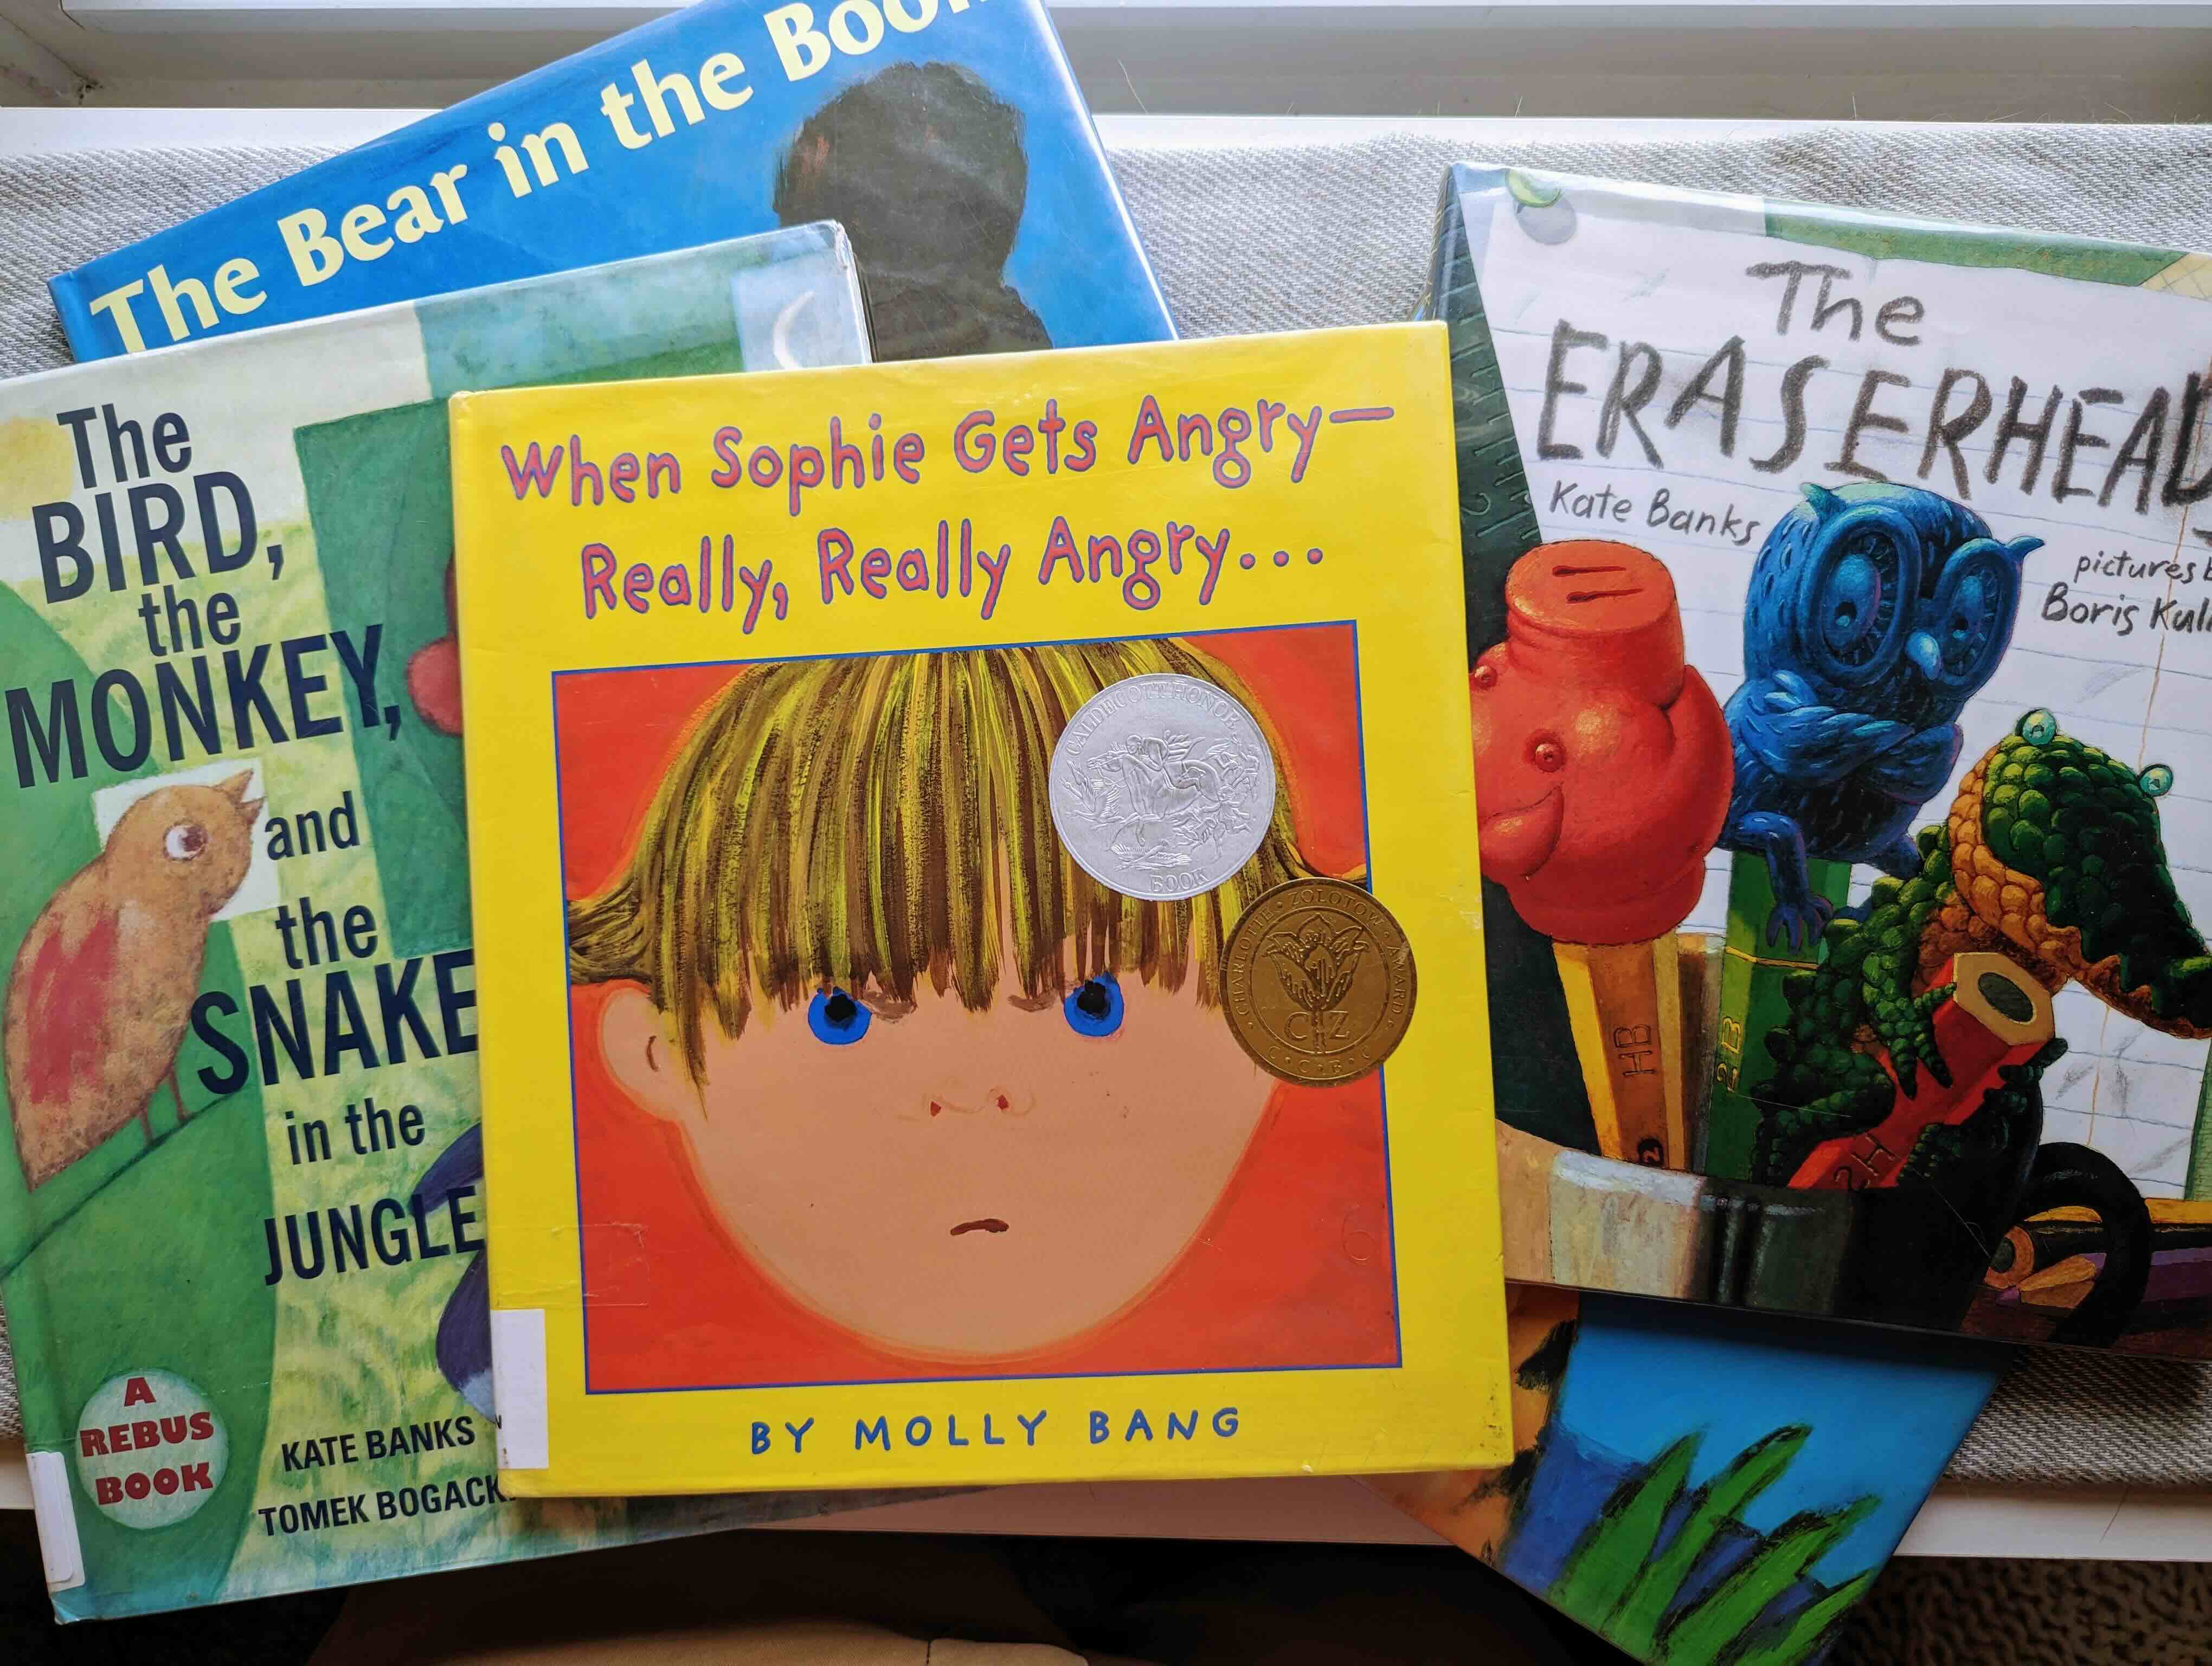 The Bear in the Boo
The
BIRD,
the
MONKEY,
and
the
SNAKE
in the
JUNGLE
A
REBUS
BOOK
KATE BANKS
TOMEK BOGACK
When Sophie Gets Angry—
Really, Really Angry...
CALDECOTT HONOR
BOOK
CHARLOTTE • ZOLOTOW • AWARD
C Z
C • C • B • C
BY MOLLY BANG
The
ERASERHEAD
Kate Banks
pictures b
Boris Kul
HB
2
2B
2H